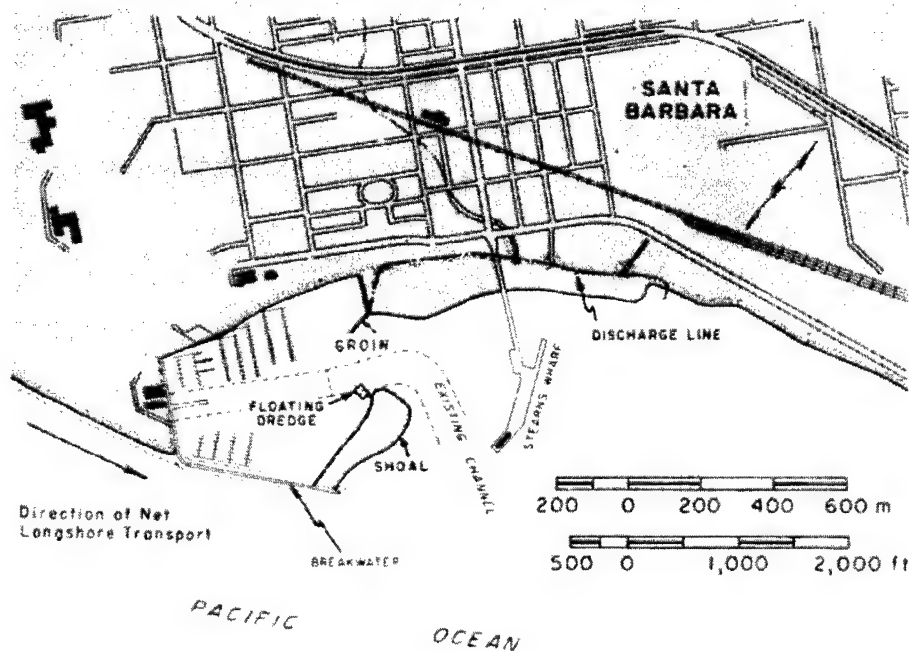 SANTA
BARBARA
GROIN
DISCHARGE LINE
FLOATING
DREDGE
EXISTING CHANNEL
STEARNS WHARF
SHOAL
Direction of Net
Longshore Transport
BREAKWATER
200 0 200 400 600 m
500 0 1,000 2,000 ft
PACIFIC
OCEAN